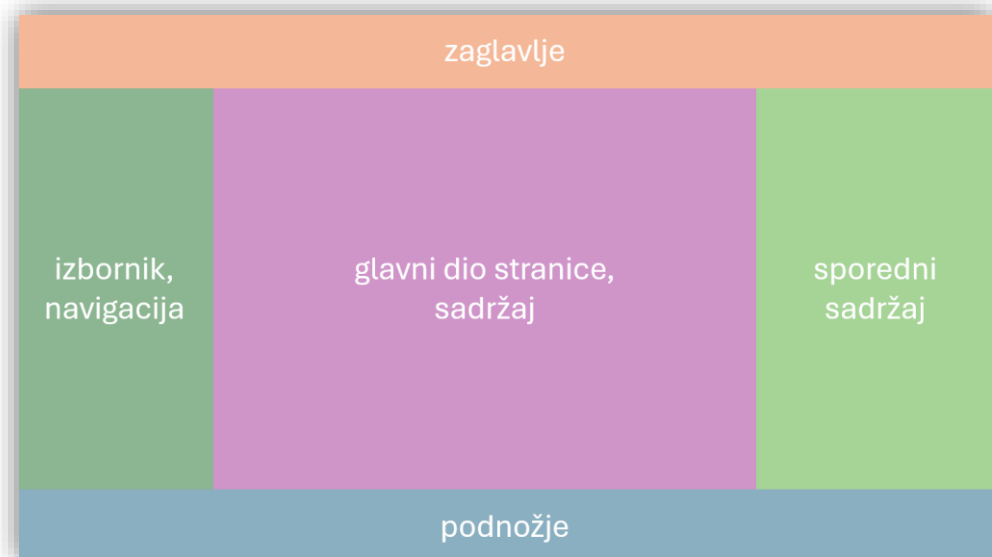 zaglavlje
izbornik,
navigacija
glavni dio stranice,
sadržaj
sporedni
sadržaj
podnožje